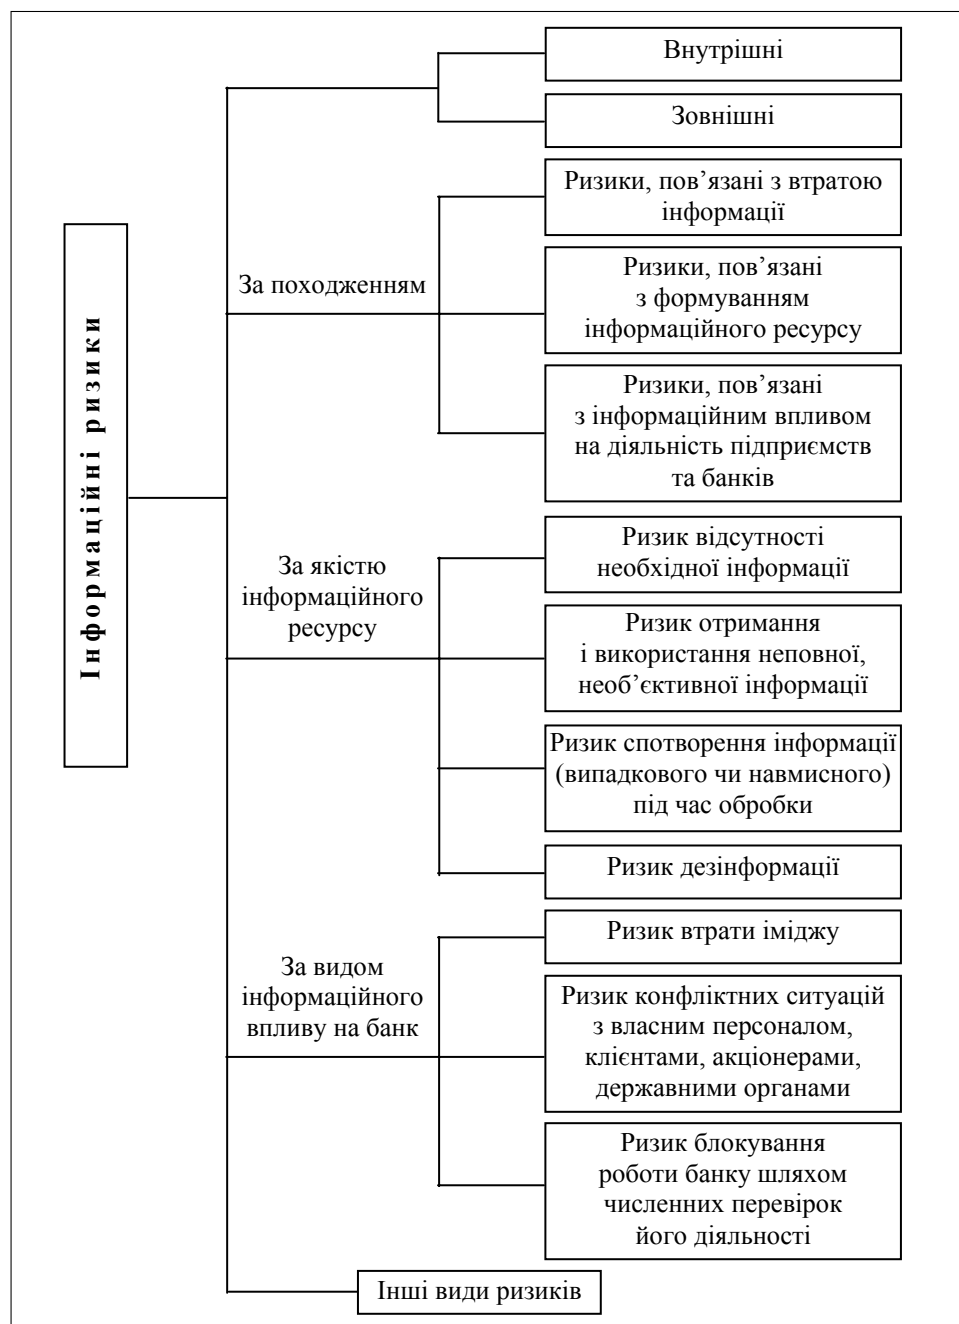 Інформаційні ризики
Внутрішні
Зовнішні
За походженням
Ризики, пов’язані з втратою
інформації
Ризики, пов’язані
з формуванням
інформаційного ресурсу
Ризики, пов’язані
з інформаційним впливом
на діяльність підприємств
та банків
За якістю
інформаційного
ресурсу
Ризик відсутності
необхідної інформації
Ризик отримання
і використання неповної,
необ’єктивної інформації
Ризик спотворення інформації
(випадкового чи навмисного)
під час обробки
Ризик дезінформації
За видом
інформаційного
впливу на банк
Ризик втрати іміджу
Ризик конфліктних ситуацій
з власним персоналом,
клієнтами, акціонерами,
державними органами
Ризик блокування
роботи банку шляхом
численних перевірок
його діяльності
Інші види ризиків